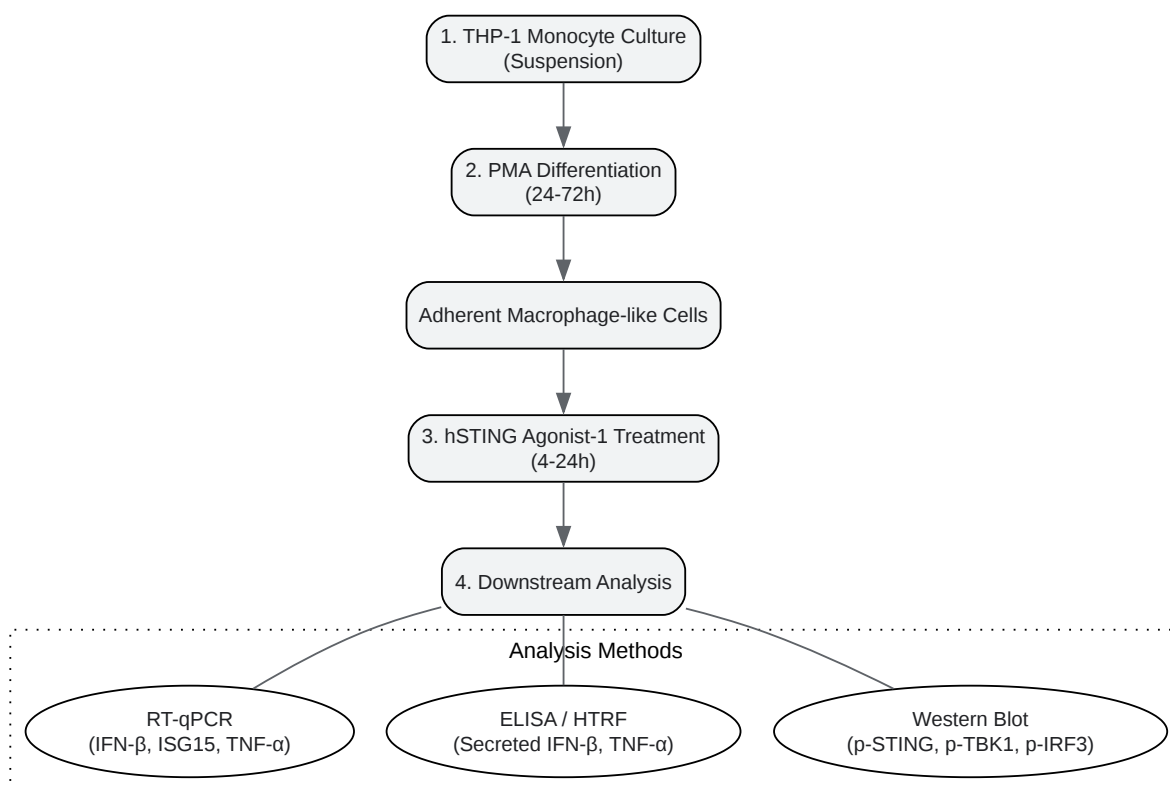 1. THP-1 Monocyte Culture
(Suspension)
2. PMA Differentiation
(24-72h)
Adherent Macrophage-like Cells
3. hSTING Agonist-1 Treatment
(4-24h)
4. Downstream Analysis
Analysis Methods
RT-qPCR
(IFN-β, ISG15, TNF-α)
ELISA / HTRF
(Secreted IFN-β, TNF-α)
Western Blot
(p-STING, p-TBK1, p-IRF3)